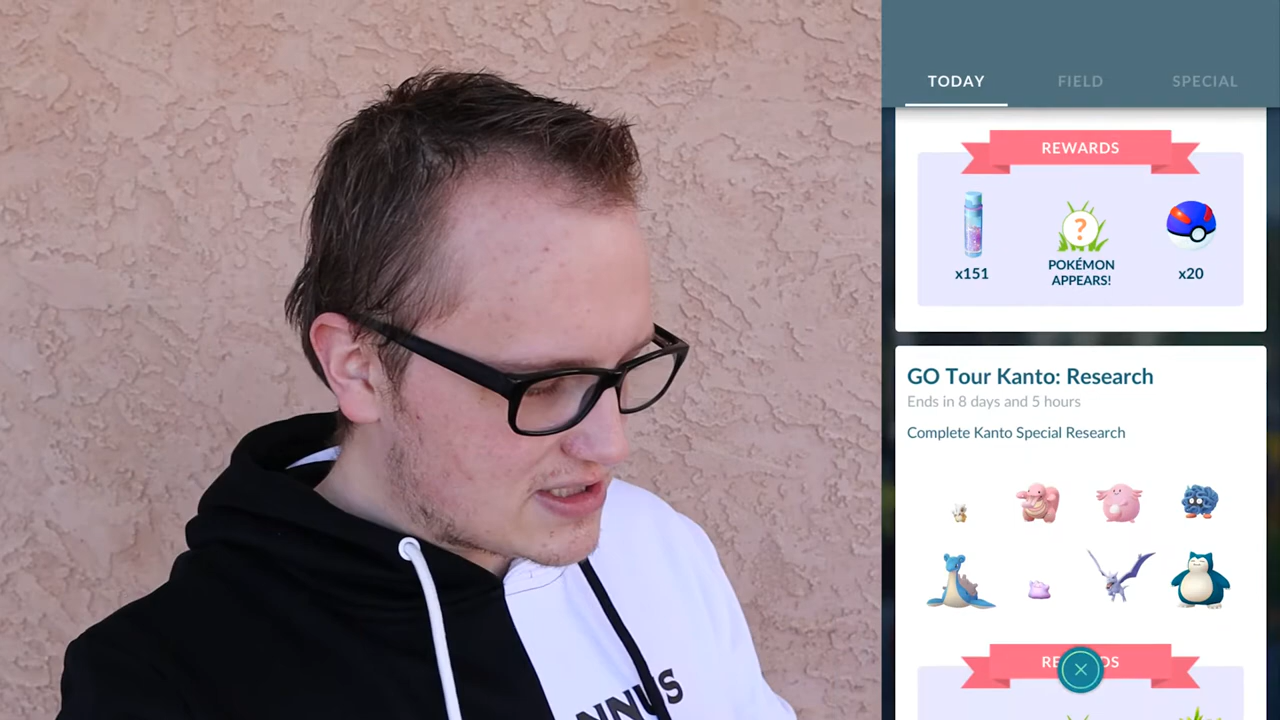 TODAY FIELD SPECIAL
REWARDS
?
x151
POKÉMON
APPEARS!
x20
GO Tour Kanto: Research
Ends in 8 days and 5 hours
Complete Kanto Special Research